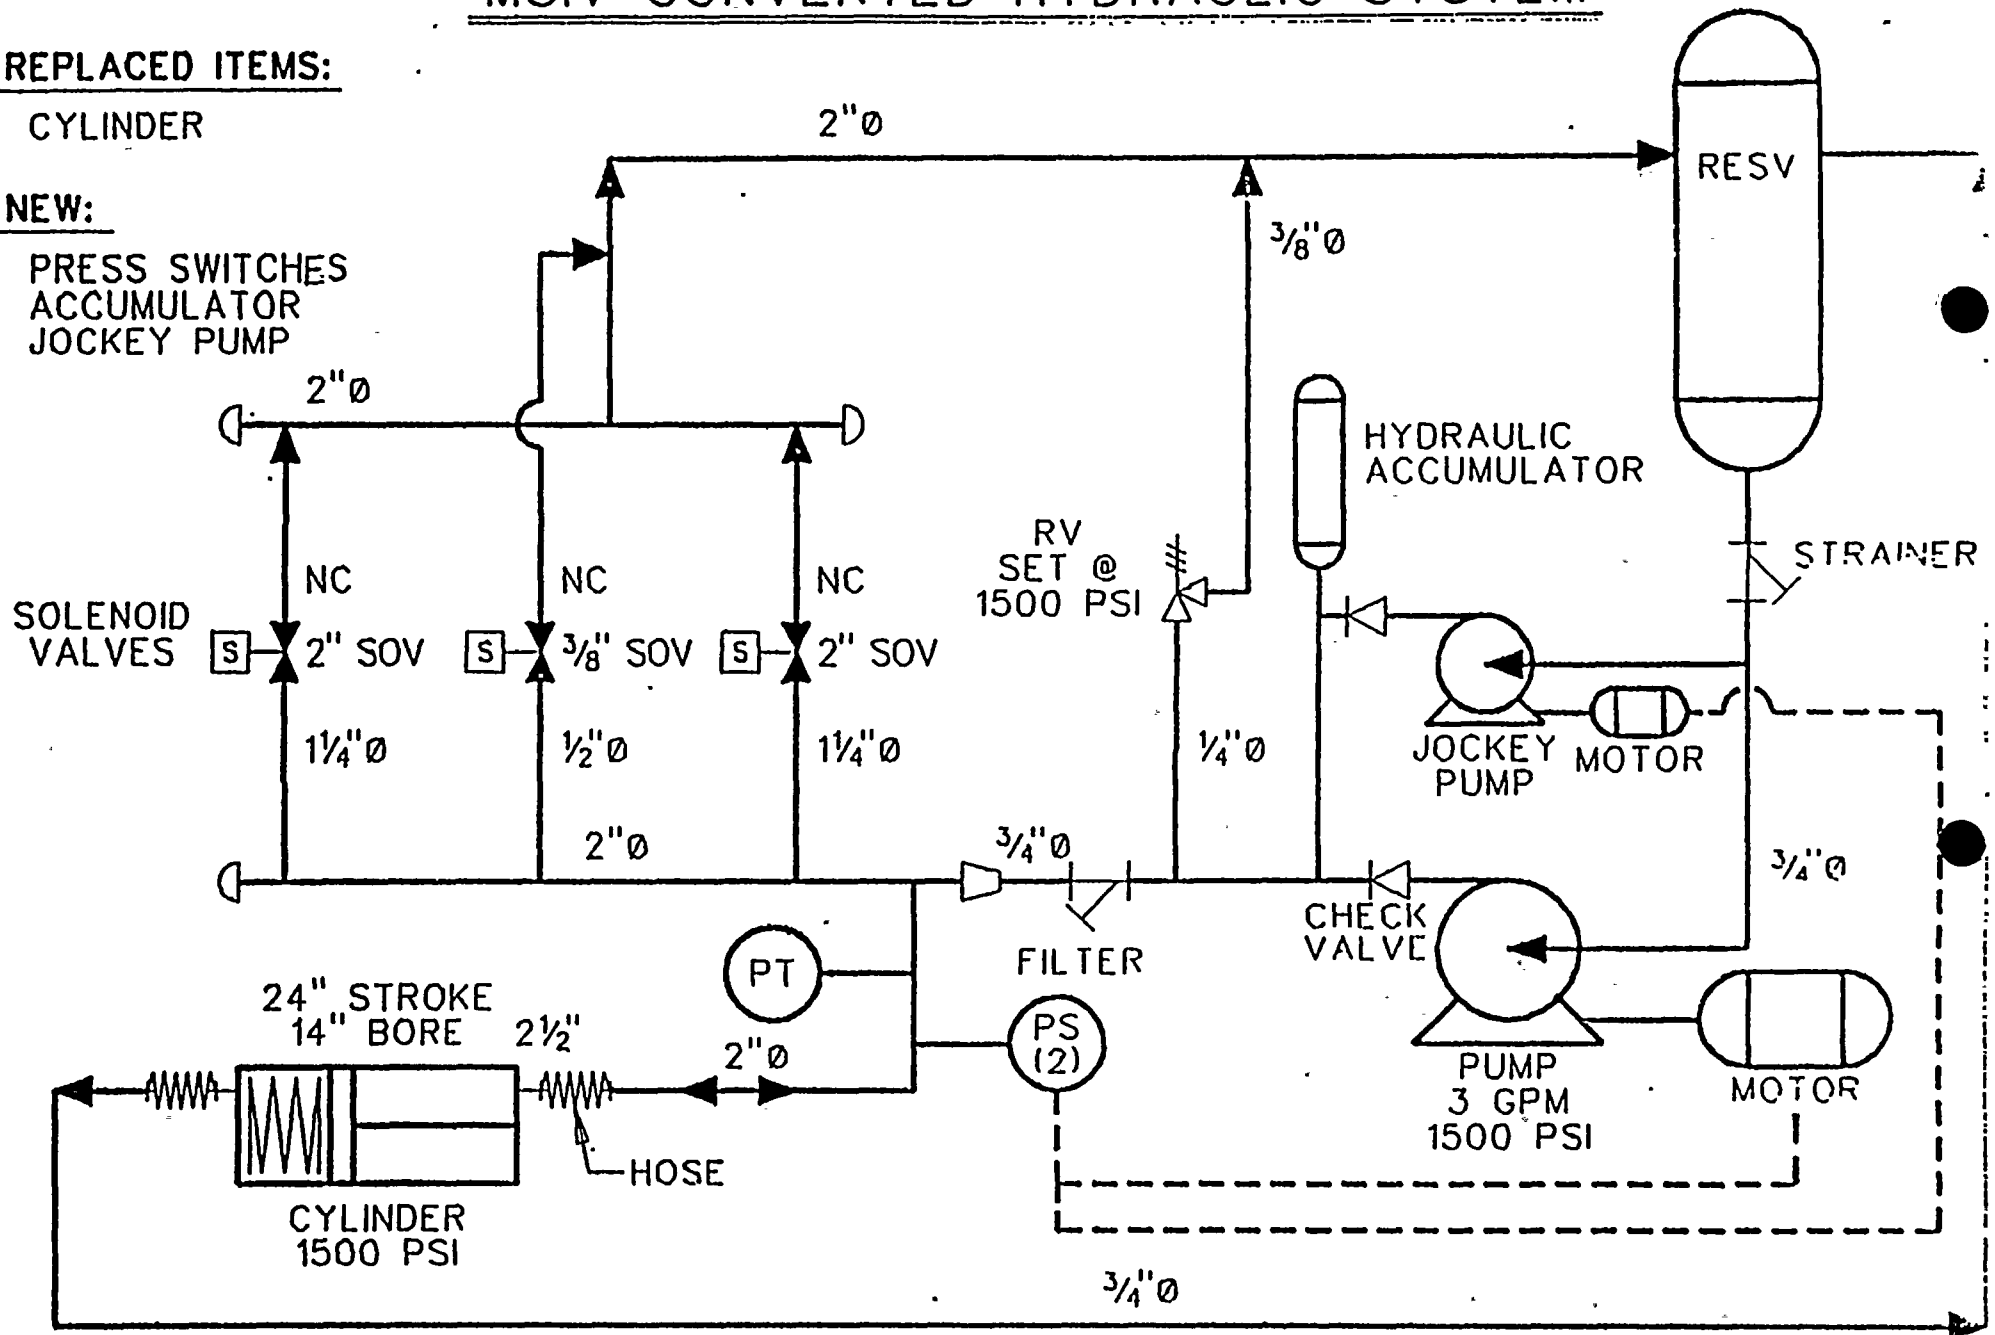 REPLACED ITEMS:
CYLINDER
NEW:
PRESS SWITCHES
ACCUMULATOR
JOCKEY PUMP
2"Ø
RESV
3/8"Ø
2"Ø
HYDRAULIC
ACCUMULATOR
RV
SET @
1500 PSI
STRAINER
NC
NC
NC
SOLENOID
VALVES
S
2" SOV
S
3/8" SOV
S
2" SOV
1¼"Ø
½"Ø
1¼"Ø
¼"Ø
JOCKEY
PUMP
MOTOR
2"Ø
3/4"Ø
3/4"Ø
CHECK
VALVE
FILTER
PT
24" STROKE
14" BORE
2½"
2"Ø
PS
(2)
PUMP
3 GPM
1500 PSI
MOTOR
HOSE
CYLINDER
1500 PSI
3/4"Ø